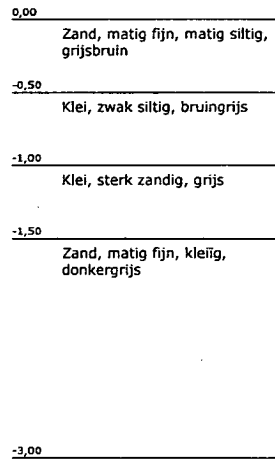 0,00
Zand, matig fijn, matig siltig,
grijsbruin
-0,50
Klei, zwak siltig, bruingrijs
-1,00
Klei, sterk zandig, grijs
-1,50
Zand, matig fijn, kleiïg,
donkergrijs
-3,00